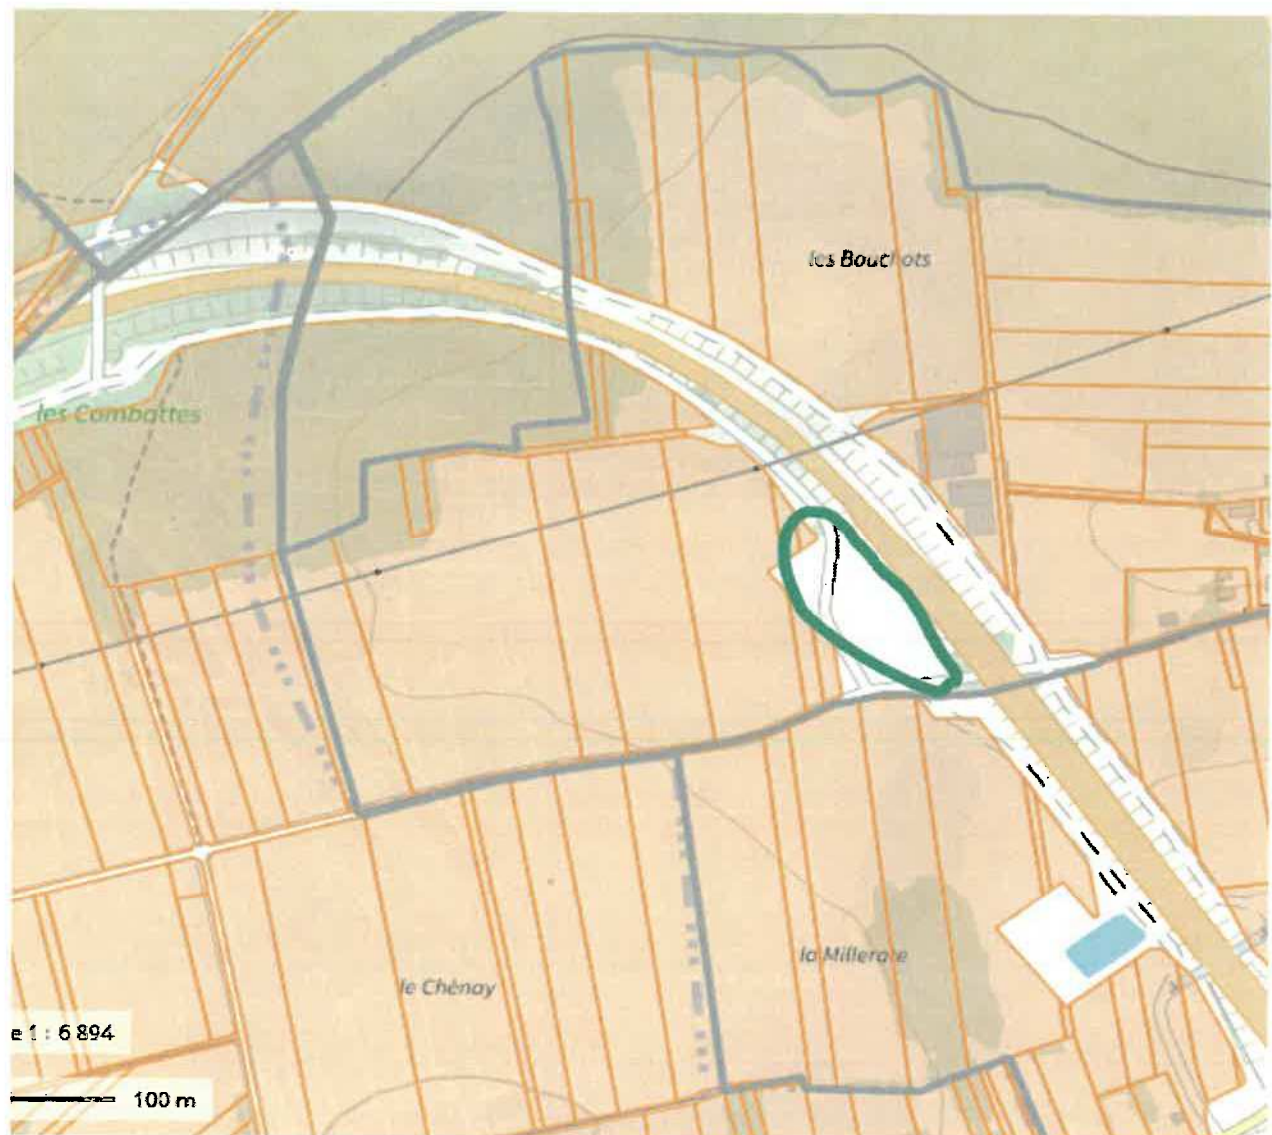 les Bouchots
les Combattes
la Millerate
le Chênay
e 1 : 6 894
100 m